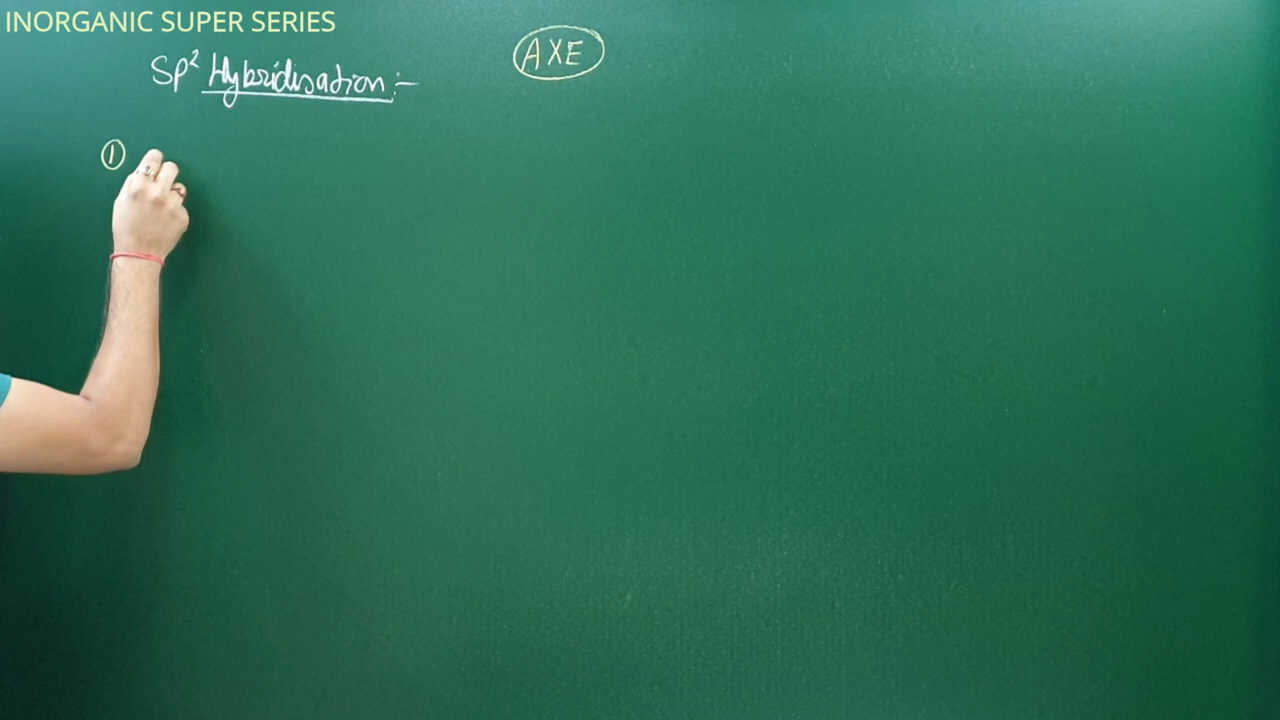 INORGANIC SUPER SERIES
Sp² Hybridisation :-
AXE
①